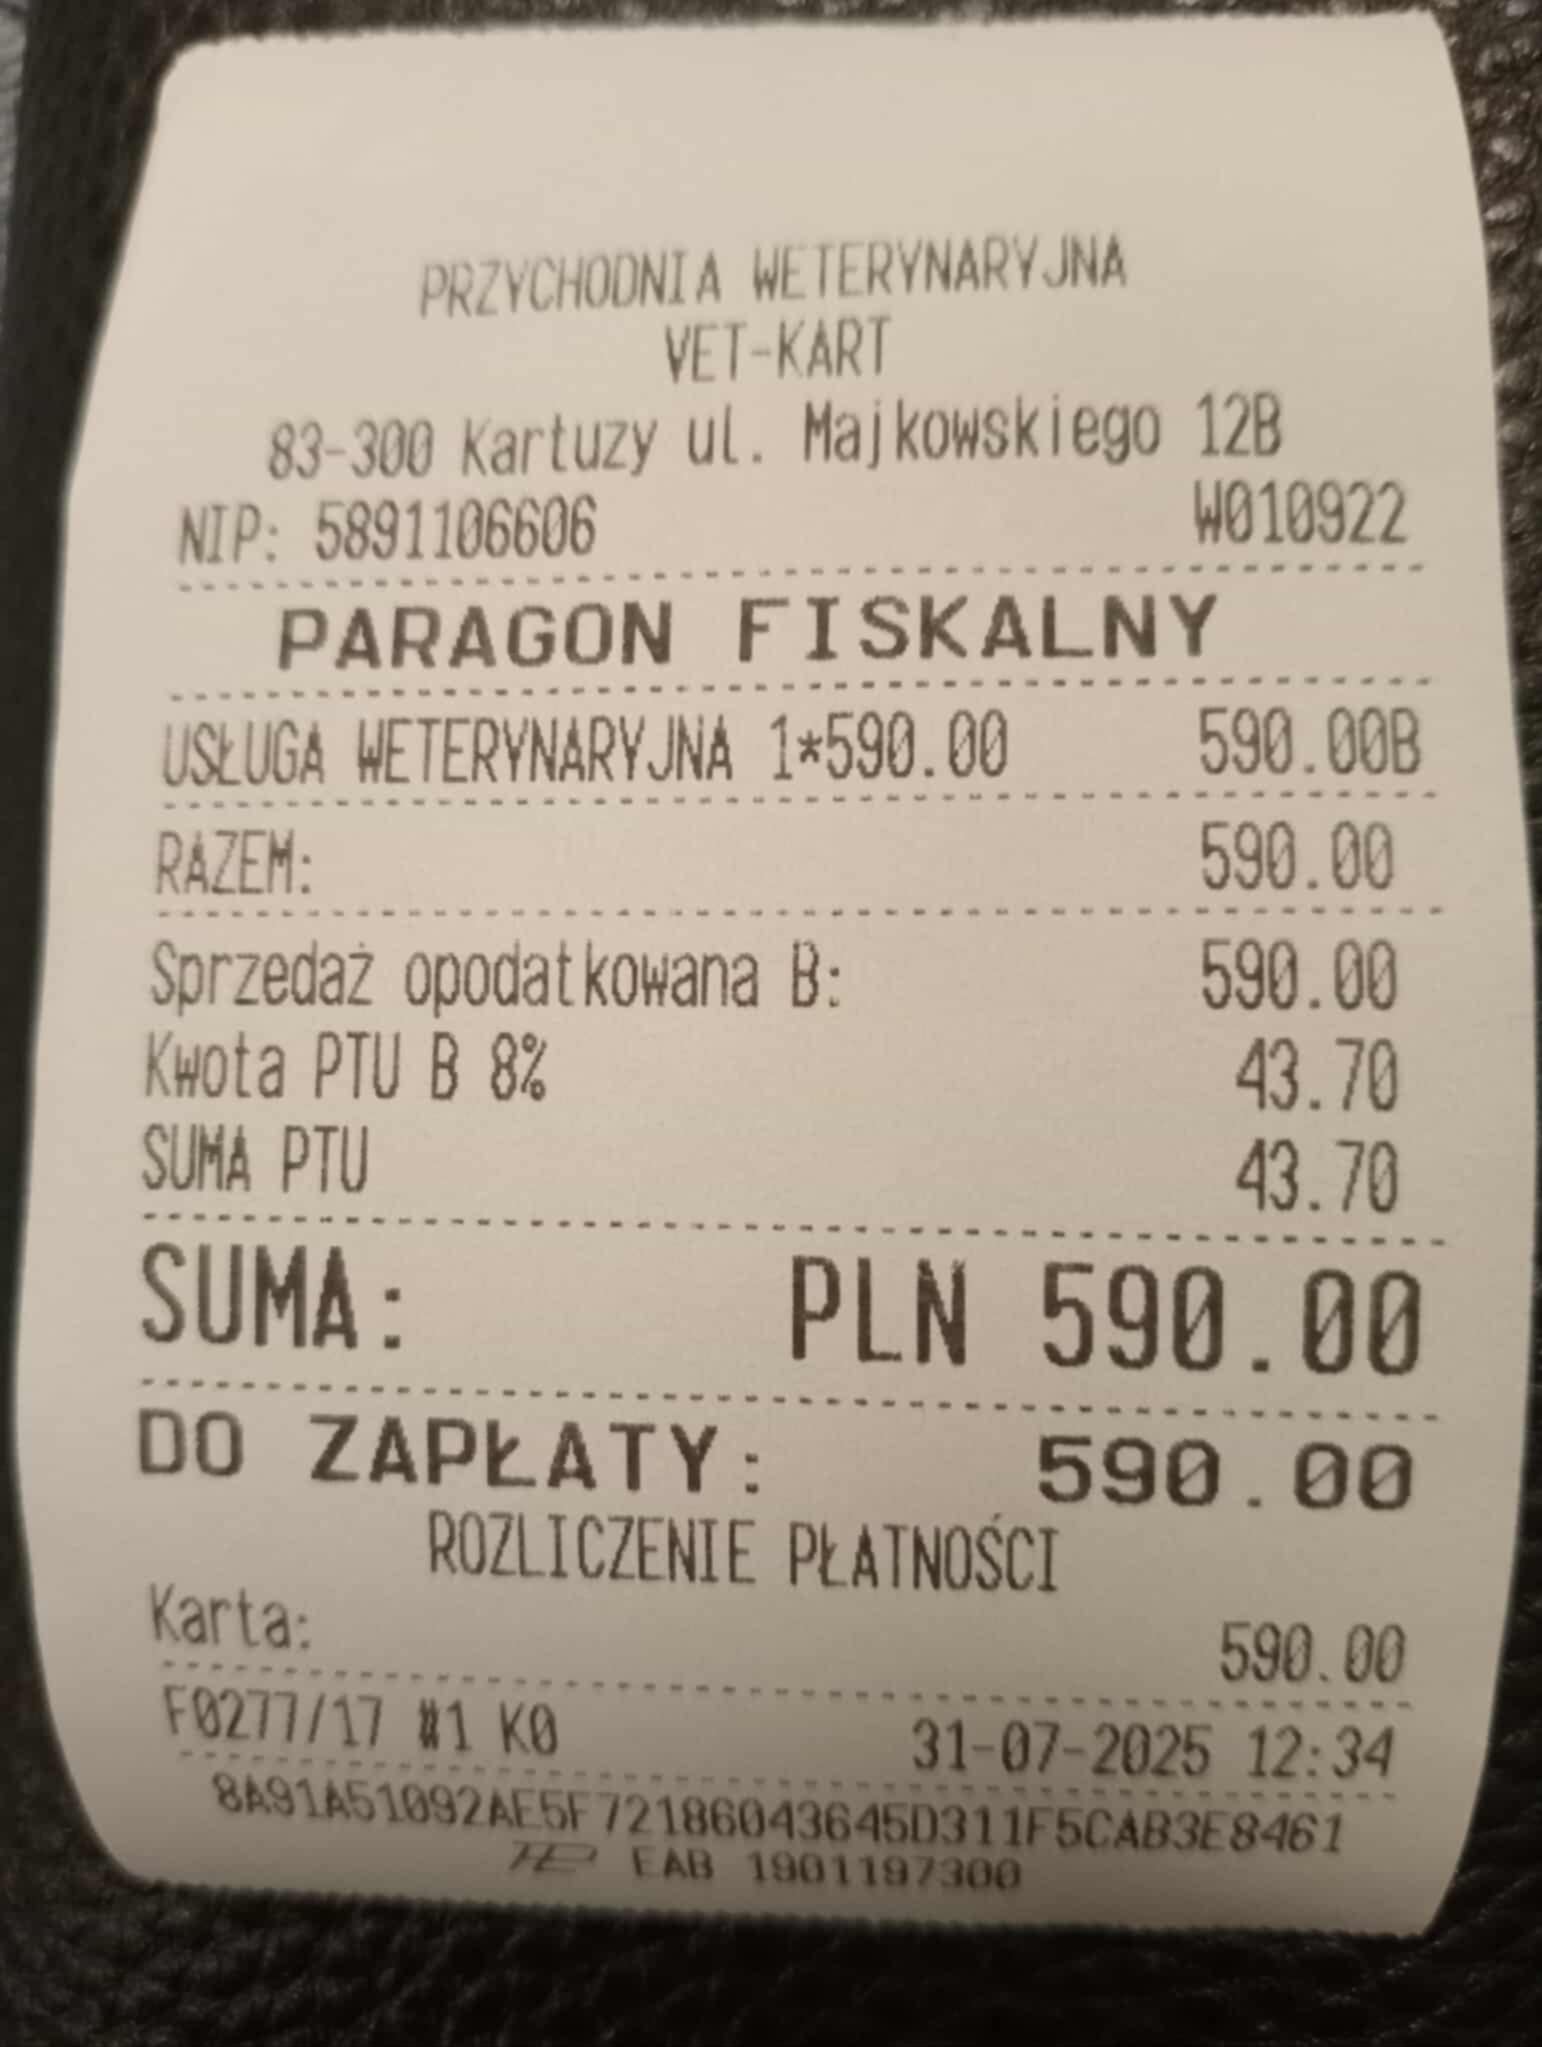 PRZYCHODNIA WETERYNARYJNA
VET-KART
83-300 Kartuzy ul. Majkowskiego 12B
NIP: 5891106606 W010922
PARAGON FISKALNY
USŁUGA WETERYNARYJNA 1*590.00 590.00B
RAZEM: 590.00
Sprzedaż opodatkowana B: 590.00
Kwota PTU B 8% 43.70
SUMA PTU 43.70
SUMA: PLN 590.00
DO ZAPŁATY: 590.00
ROZLICZENIE PŁATNOŚCI
Karta: 590.00
F0277/17 #1 K0 31-07-2025 12:34
8A91A51092AE5F72186043645D311F5CAB3E8461
EAB 1901197300